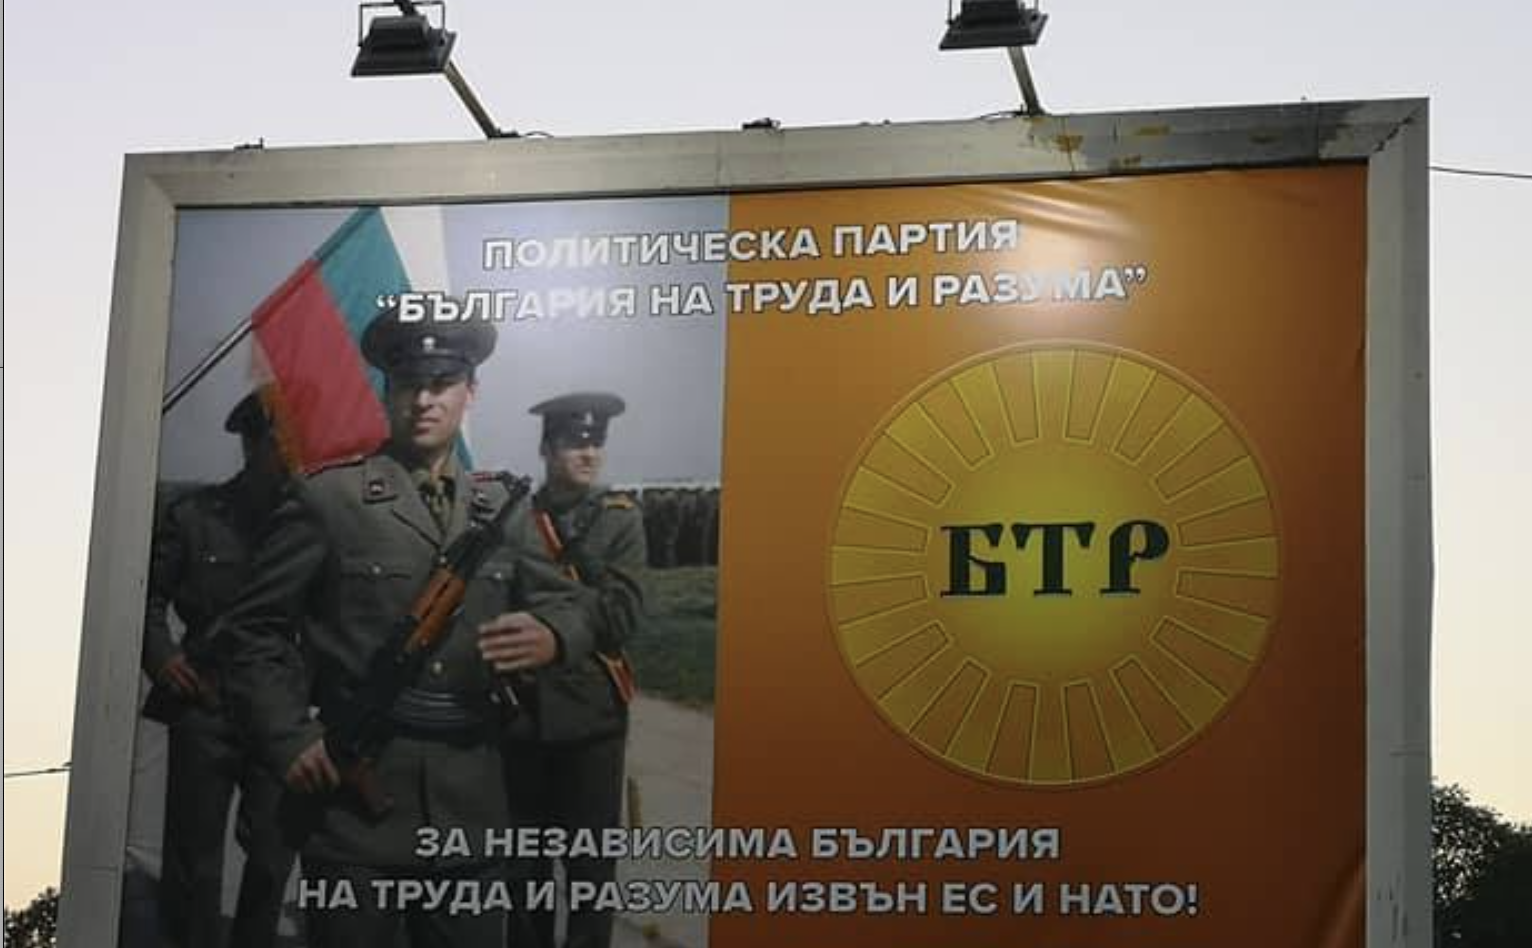 ПОЛИТИЧЕСКА ПАРТИЯ
“БЪЛГАРИЯ НА ТРУДА И РАЗУМА”
БТР
ЗА НЕЗАВИСИМА БЪЛГАРИЯ
НА ТРУДА И РАЗУМА ИЗВЪН ЕС И НАТО!